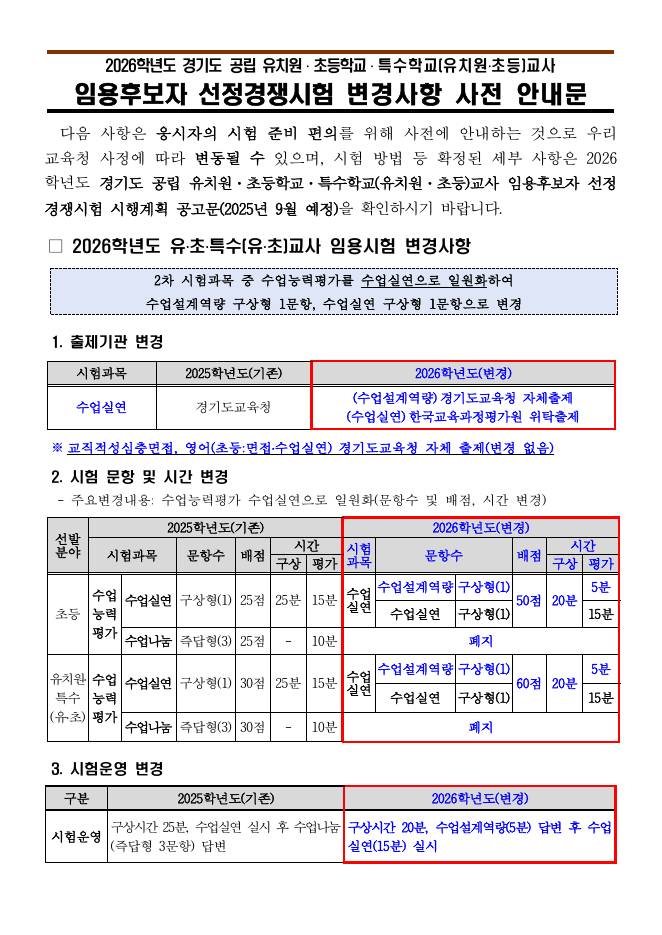 2026학년도 경기도 공립 유치원 · 초등학교 · 특수학교(유치원·초등)교사
임용후보자 선정경쟁시험 변경사항 사전 안내문
다음 사항은 응시자의 시험 준비 편의를 위해 사전에 안내하는 것으로 우리
교육청 사정에 따라 변동될 수 있으며, 시험 방법 등 확정된 세부 사항은 2026
학년도 경기도 공립 유치원·초등학교·특수학교(유치원·초등)교사 임용후보자 선정
경쟁시험 시행계획 공고문(2025년 9월 예정)을 확인하시기 바랍니다.
□ 2026학년도 유·초·특수(유·초)교사 임용시험 변경사항
2차 시험과목 중 수업능력평가를 수업실연으로 일원화하여
수업설계역량 구상형 1문항, 수업실연 구상형 1문항으로 변경
1. 출제기관 변경
시험과목 2025학년도(기존) 2026학년도(변경)
수업실연 경기도교육청 (수업설계역량) 경기도교육청 자체출제
(수업실연) 한국교육과정평가원 위탁출제
※ 교직적성심층면접, 영어(초등:면접·수업실연) 경기도교육청 자체 출제(변경 없음)
2. 시험 문항 및 시간 변경
- 주요변경내용: 수업능력평가 수업실연으로 일원화(문항수 및 배점, 시간 변경)
선발 분야 2025학년도(기존) 2026학년도(변경)
시험과목 문항수 배점 시간 시험 과목 문항수 배점 시간
구상 평가 구상 평가
초등 수업 능력 평가 수업실연 구상형(1) 25점 25분 15분 수업 실연 수업설계역량 구상형(1) 50점 20분 5분
수업실연 구상형(1) 15분
수업나눔 즉답형(3) 25점 - 10분 폐지
유치원 특수 (유·초) 수업 능력 평가 수업실연 구상형(1) 30점 25분 15분 수업 실연 수업설계역량 구상형(1) 60점 20분 5분
수업실연 구상형(1) 15분
수업나눔 즉답형(3) 30점 - 10분 폐지
3. 시험운영 변경
구분 2025학년도(기존) 2026학년도(변경)
시험운영 구상시간 25분, 수업실연 실시 후 수업나눔 구상시간 20분, 수업설계역량(5분) 답변 후 수업
(즉답형 3문항) 답변 실연(15분) 실시